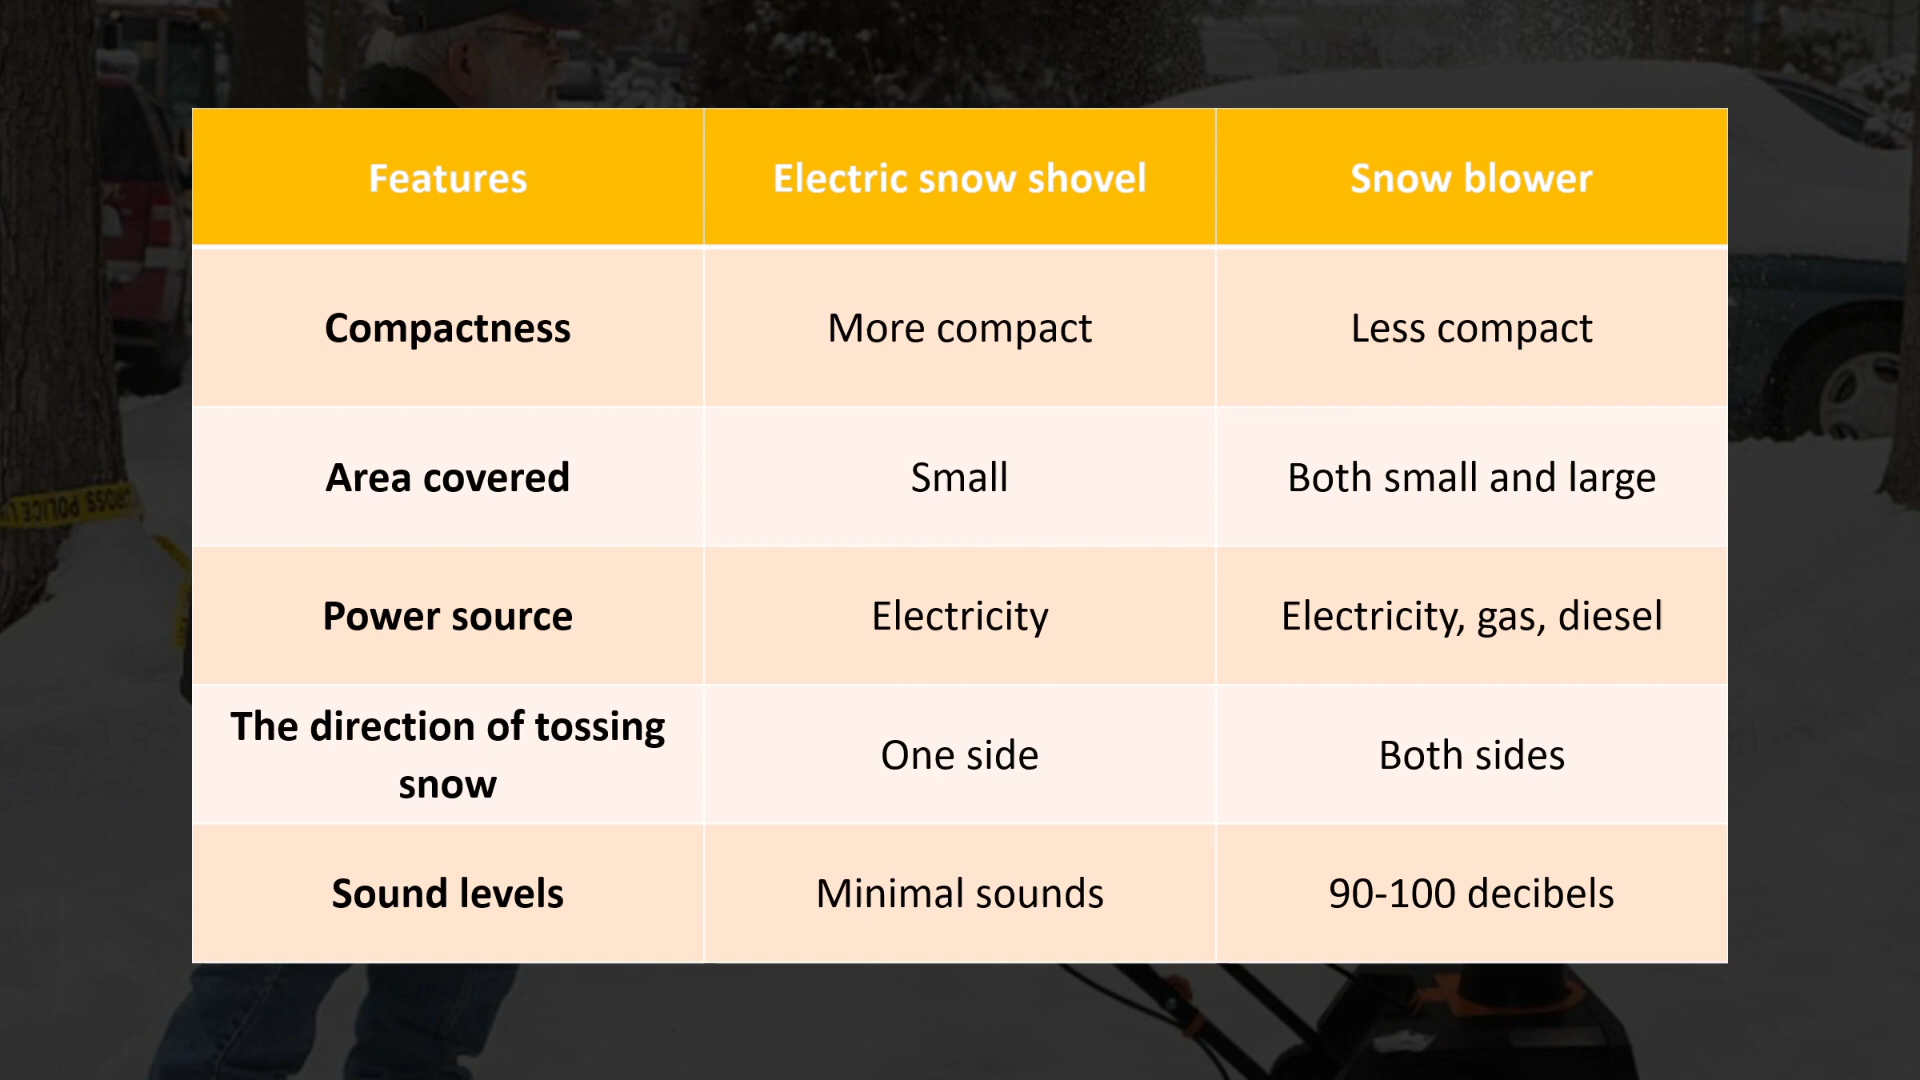 Features
Electric snow shovel
Snow blower
Compactness
More compact
Less compact
Area covered
Small
Both small and large
Power source
Electricity
Electricity, gas, diesel
The direction of tossing
snow
One side
Both sides
Sound levels
Minimal sounds
90-100 decibels
CROSS POLICE